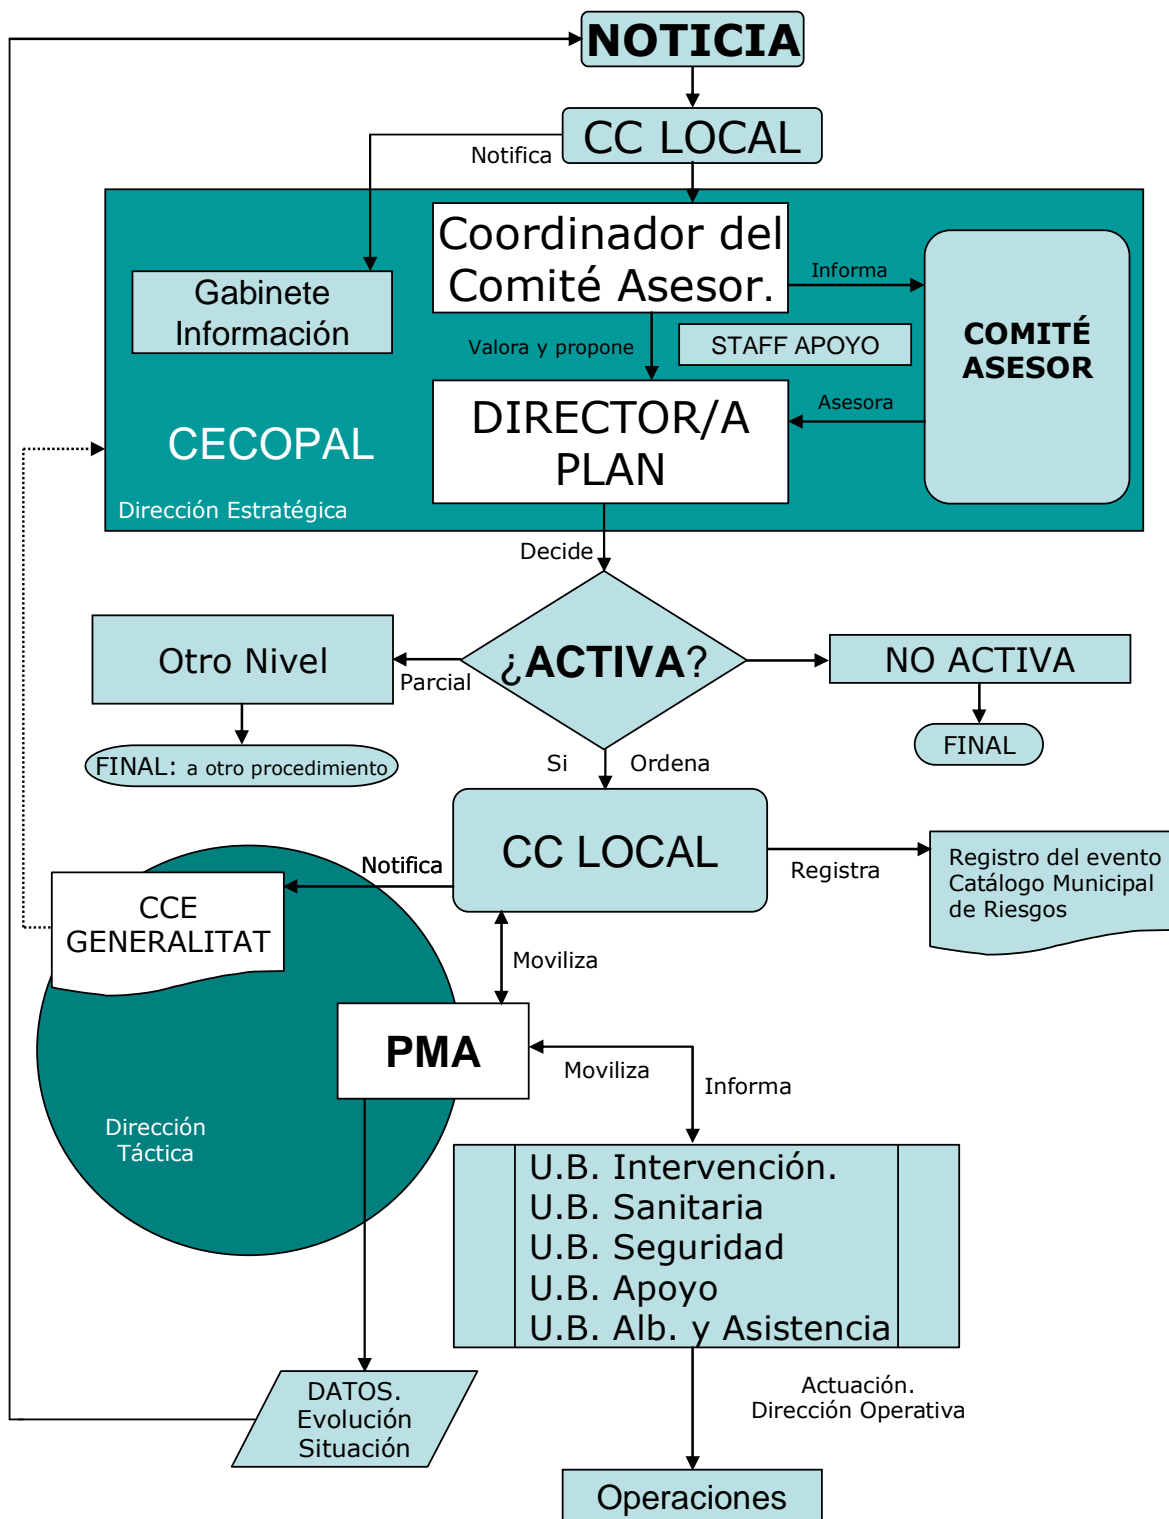 NOTICIA
CC LOCAL
Notifica
Coordinador del
Comité Asesor.
Informa
Gabinete
Información
COMITÉ
ASESOR
STAFF APOYO
Valora y propone
DIRECTOR/A
PLAN
Asesora
CECOPAL
Dirección Estratégica
Decide
¿ACTIVA?
Otro Nivel
Parcial
NO ACTIVA
FINAL: a otro procedimiento
FINAL
Si
Ordena
CC LOCAL
Notifica
Registra
Registro del evento
Catálogo Municipal
de Riesgos
CCE
GENERALITAT
Moviliza
PMA
Moviliza
Informa
Dirección
Táctica
U.B. Intervención.
U.B. Sanitaria
U.B. Seguridad
U.B. Apoyo
U.B. Alb. y Asistencia
DATOS.
Evolución
Situación
Actuación.
Dirección Operativa
Operaciones